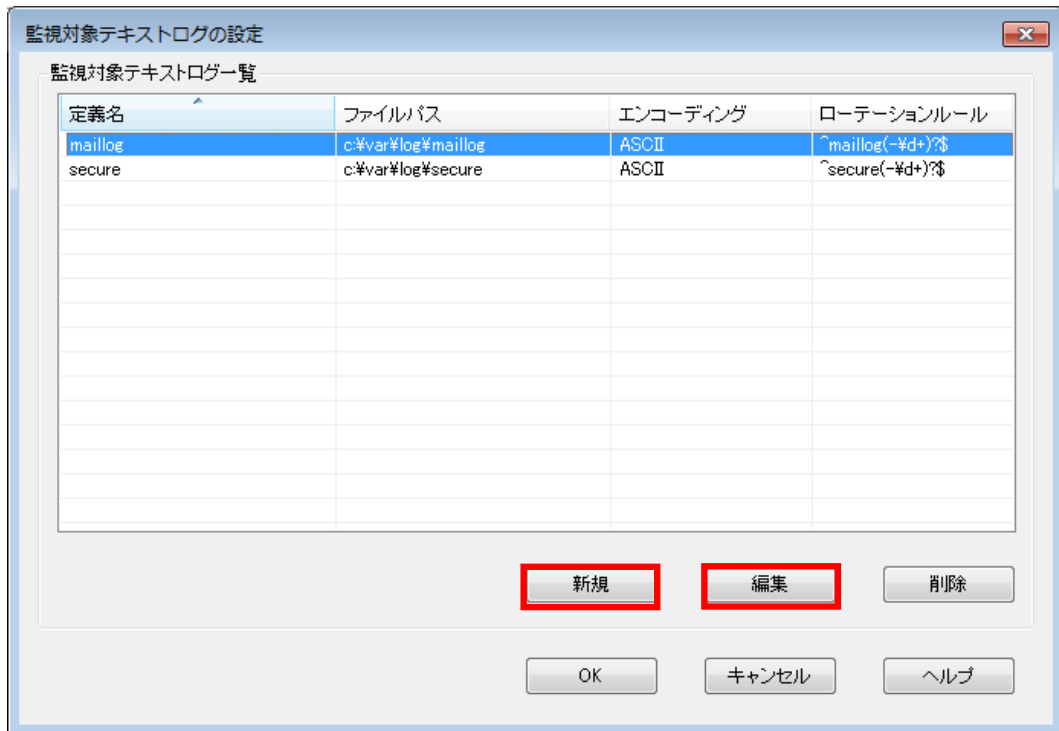 監視対象テキストログの設定
監視対象テキストログ一覧
定義名 ファイルパス エンコーディング ローテーションルール
maillog c:¥var¥log¥maillog ASCII ^maillog(-¥d+)?$
secure c:¥var¥log¥secure ASCII ^secure(-¥d+)?$
新規 編集 削除
OK キャンセル ヘルプ